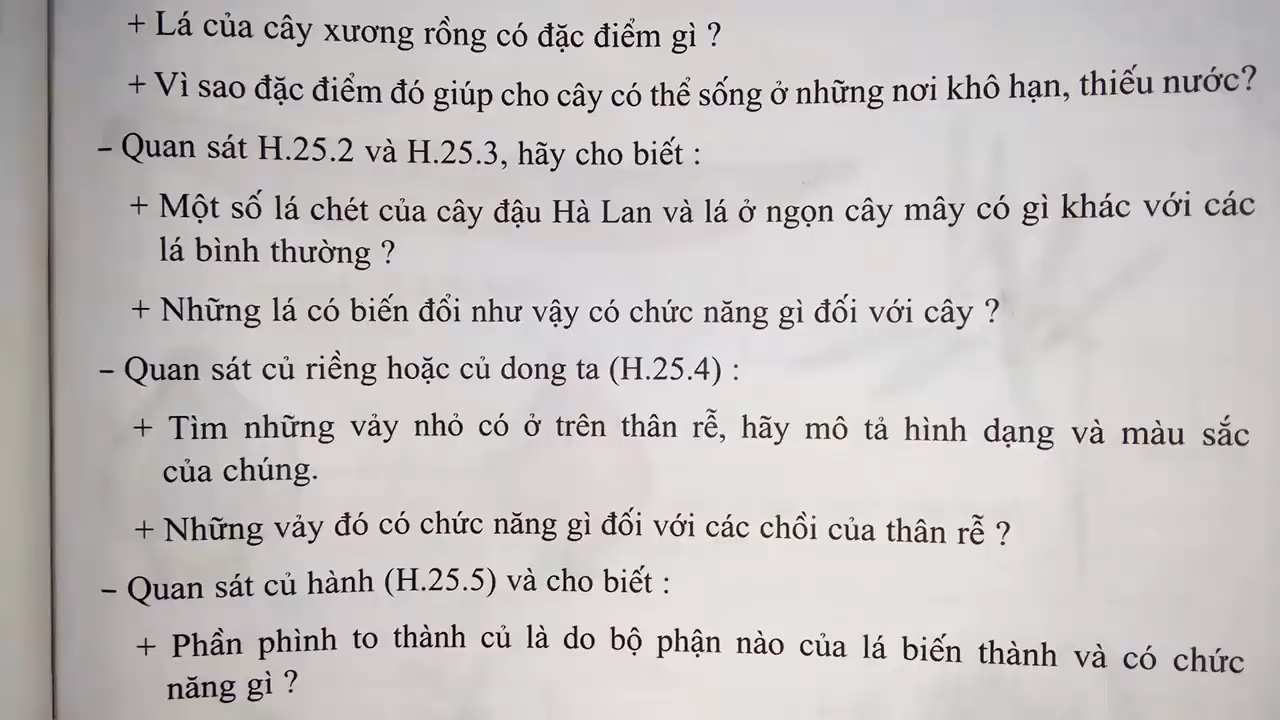 + Lá của cây xương rồng có đặc điểm gì ?
+ Vì sao đặc điểm đó giúp cho cây có thể sống ở những nơi khô hạn, thiếu nước?
– Quan sát H.25.2 và H.25.3, hãy cho biết :
+ Một số lá chét của cây đậu Hà Lan và lá ở ngọn cây mây có gì khác với các
lá bình thường ?
+ Những lá có biến đổi như vậy có chức năng gì đối với cây ?
– Quan sát củ riềng hoặc củ dong ta (H.25.4) :
+ Tìm những vảy nhỏ có ở trên thân rễ, hãy mô tả hình dạng và màu sắc
của chúng.
+ Những vảy đó có chức năng gì đối với các chồi của thân rễ ?
– Quan sát củ hành (H.25.5) và cho biết :
+ Phần phình to thành củ là do bộ phận nào của lá biến thành và có chức
năng gì ?